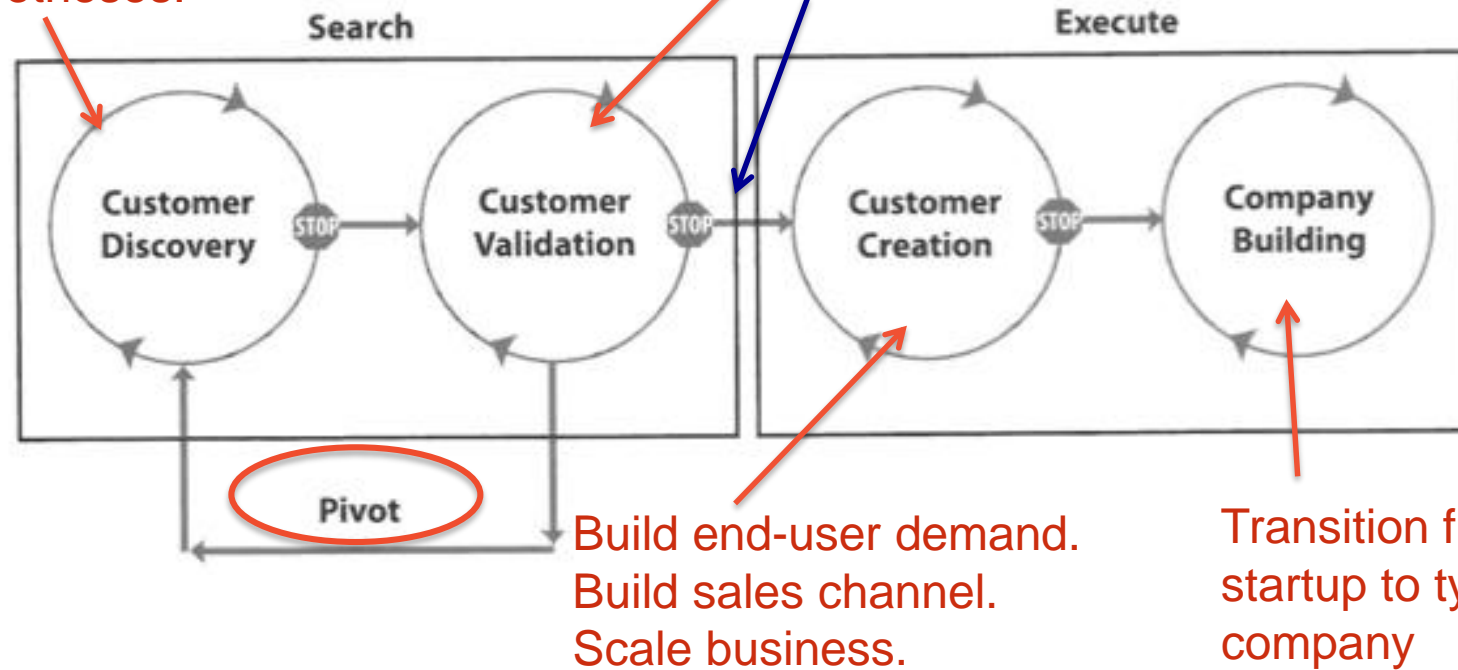 Search
Execute
Customer
Discovery
STOP
Customer
Validation
STOP
Customer
Creation
STOP
Company
Building
Pivot
Build end-user demand.
Build sales channel.
Scale business.
Transition
startup to
company